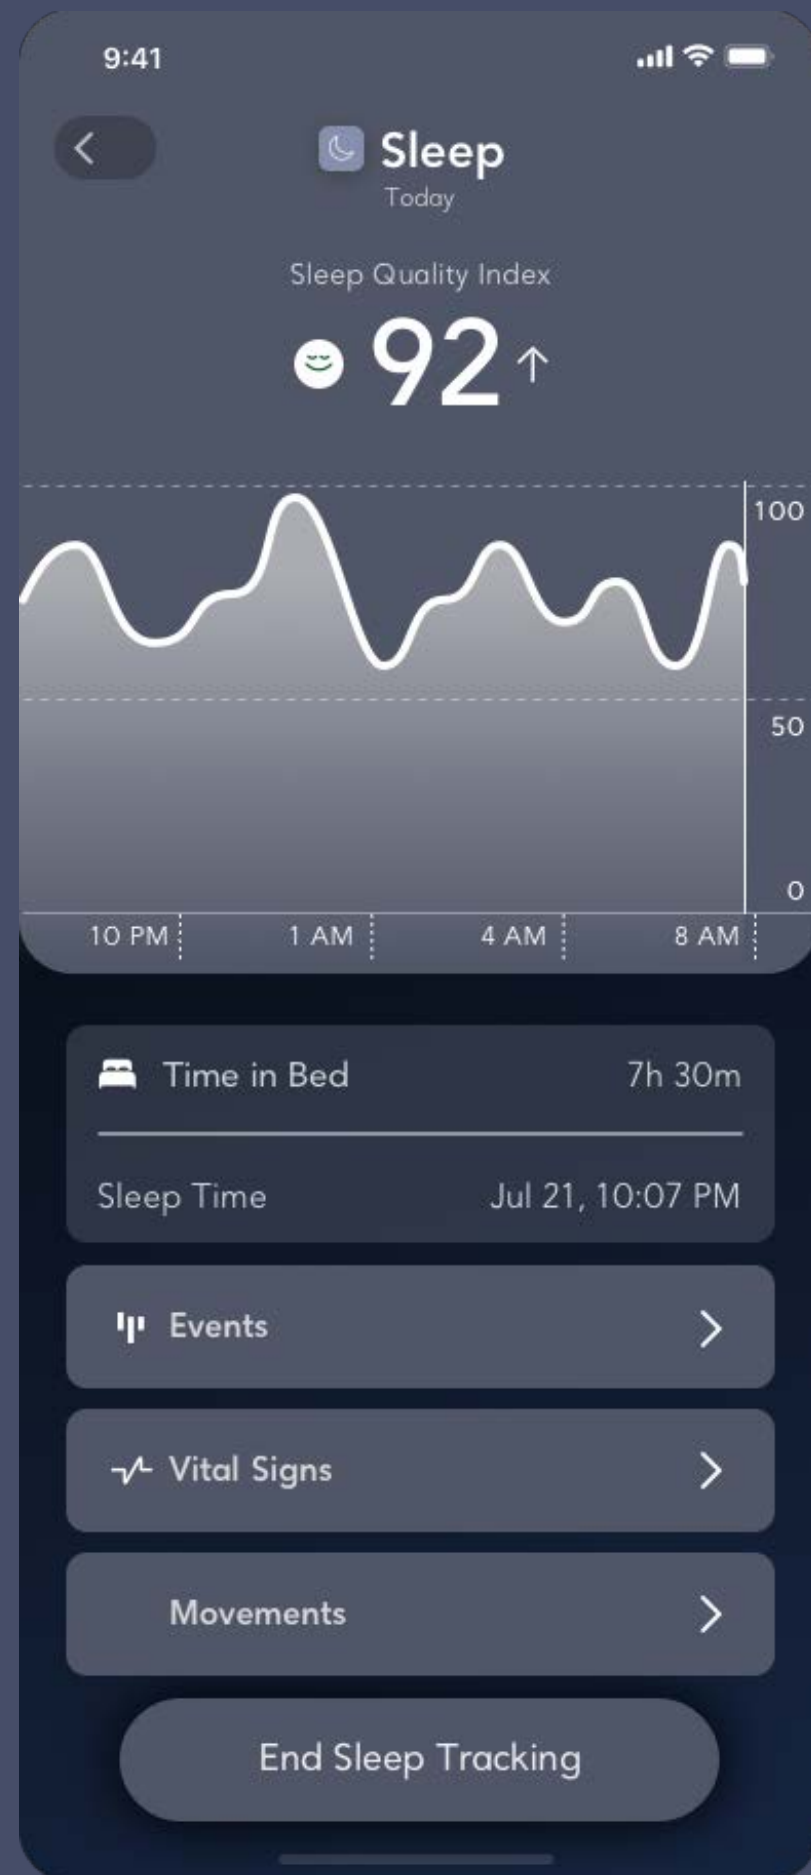 9:41
Sleep
Today
Sleep Quality Index
92
100
50
0
10 PM 1 AM 4 AM 8 AM
Time in Bed 7h 30m
Sleep Time Jul 21, 10:07 PM
Events
Vital Signs
Movements
End Sleep Tracking